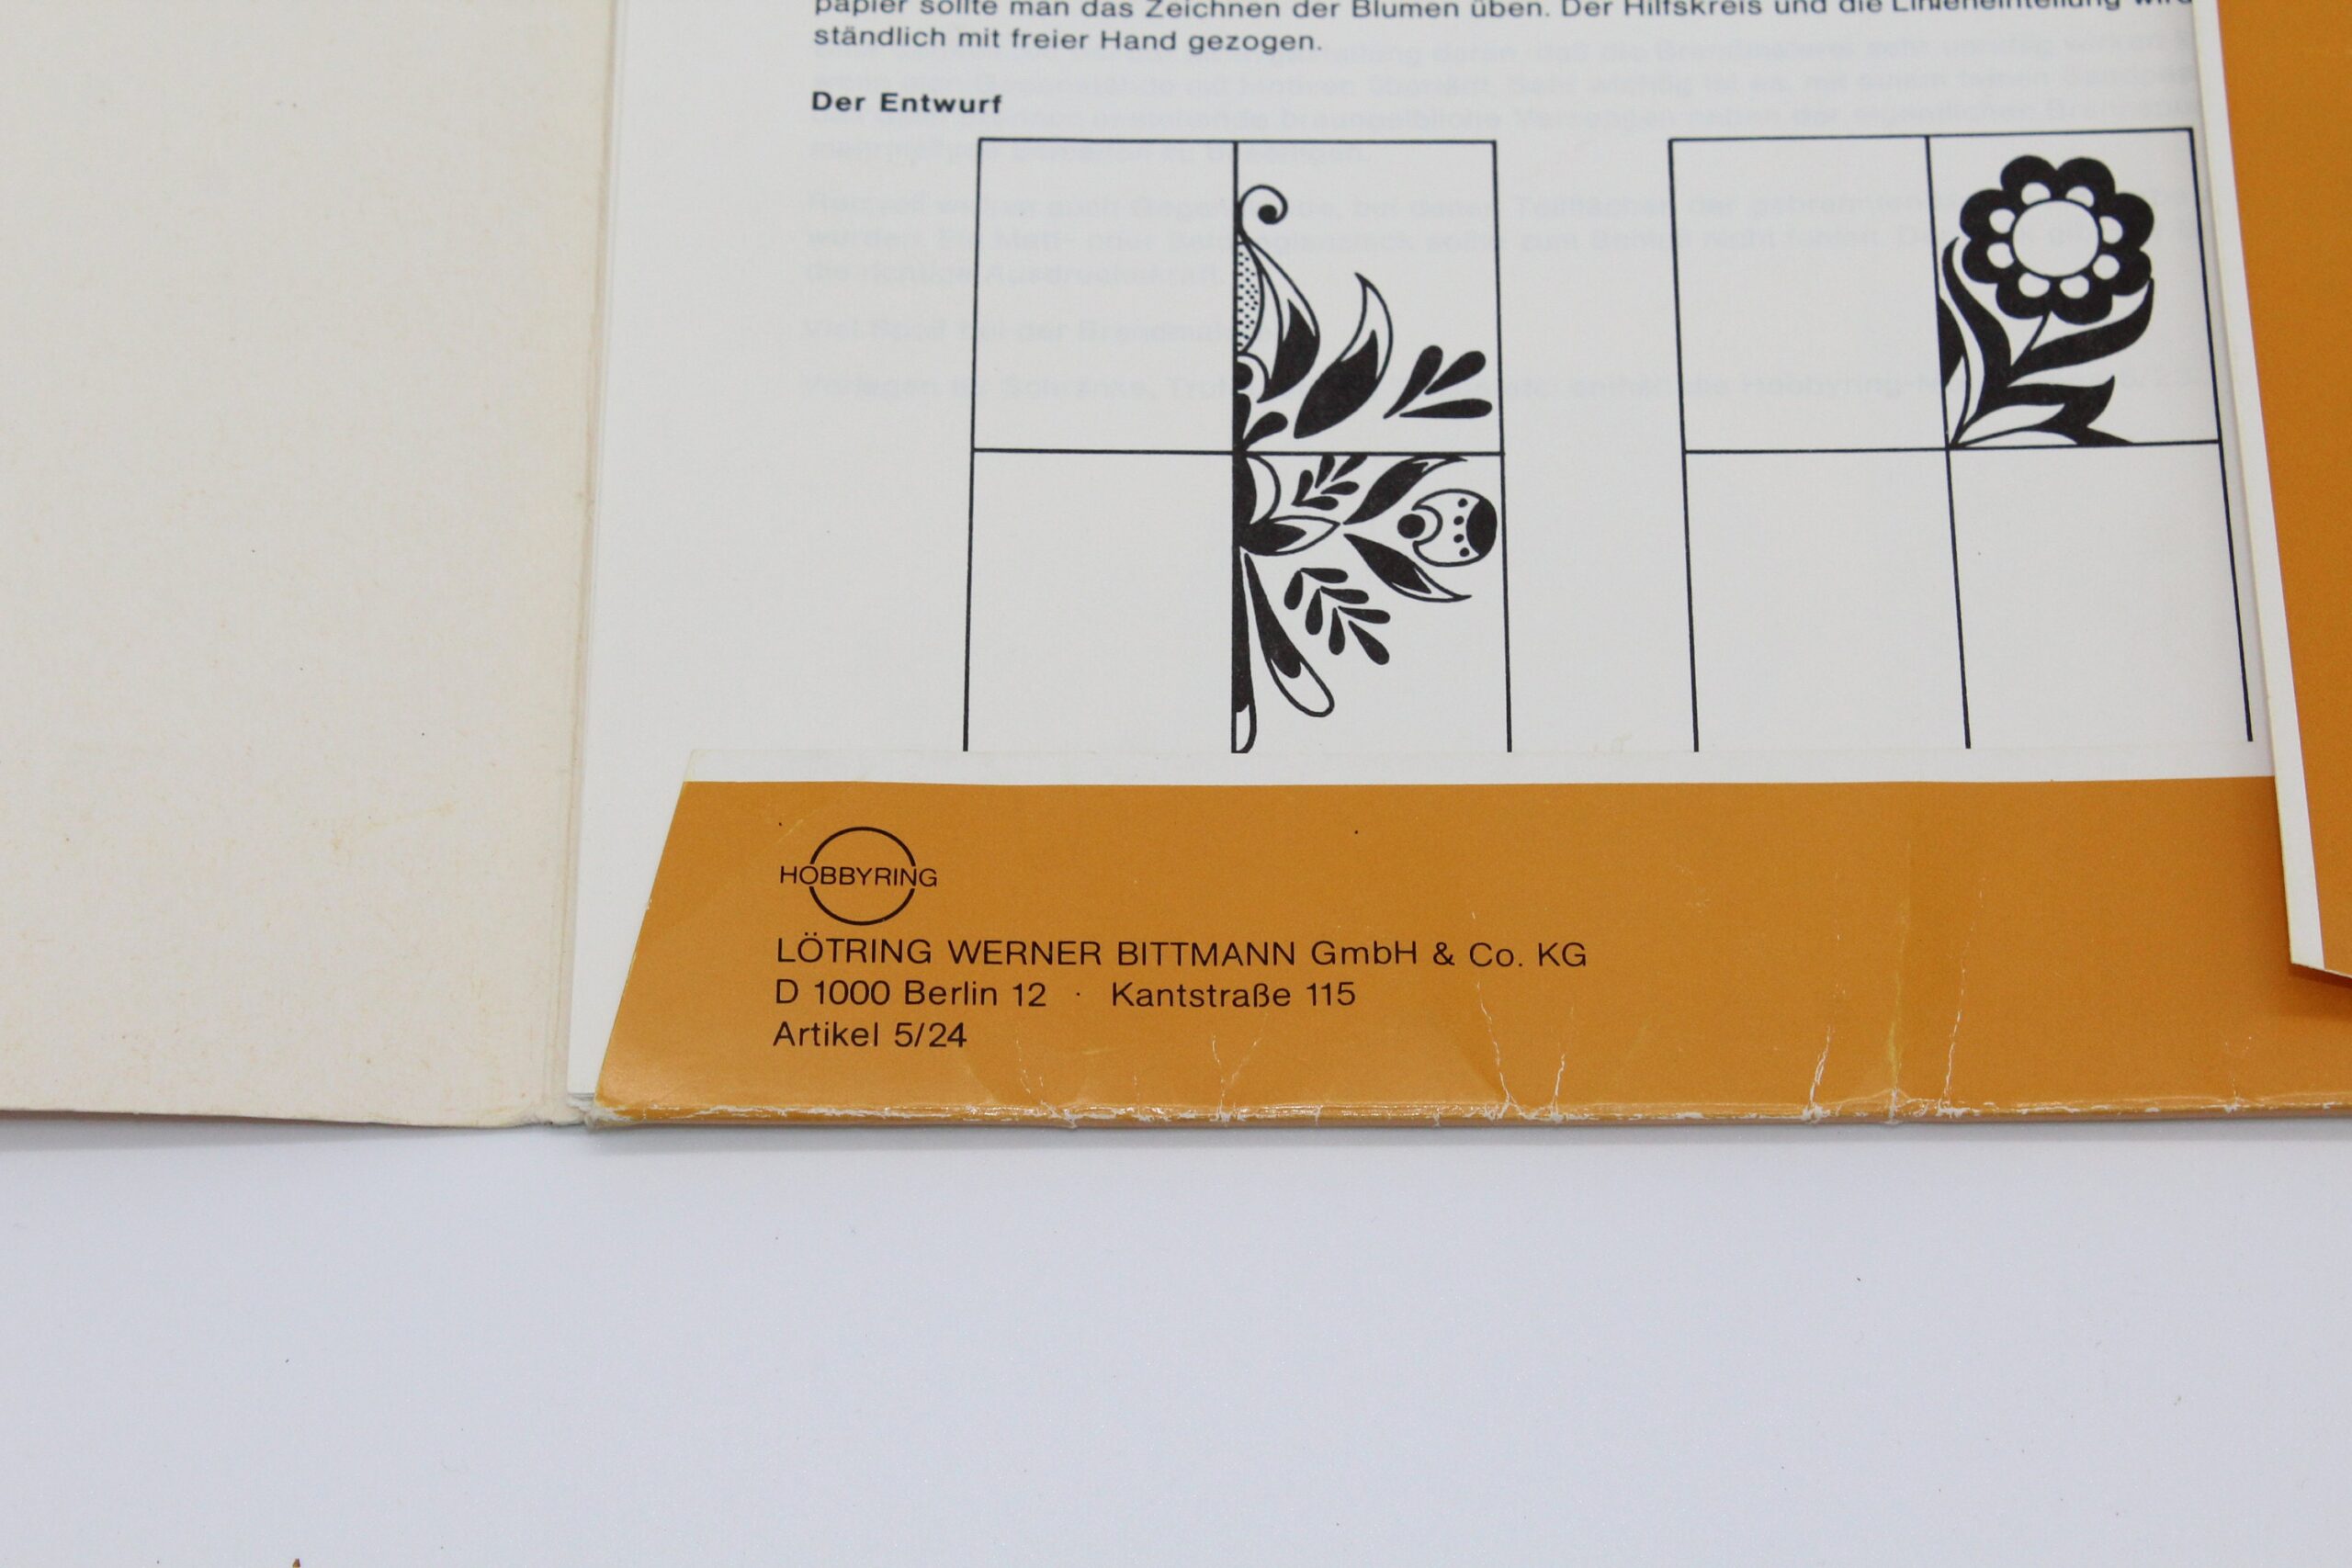 papier sollte man das Zeichnen der Blumen üben. Der Hilfskreis und die Linieneinteilung wird
ständlich mit freier Hand gezogen.
Der Entwurf
HOBBYRING
LÖTRING WERNER BITTMANN GmbH & Co. KG
D 1000 Berlin 12 · Kantstraße 115
Artikel 5/24